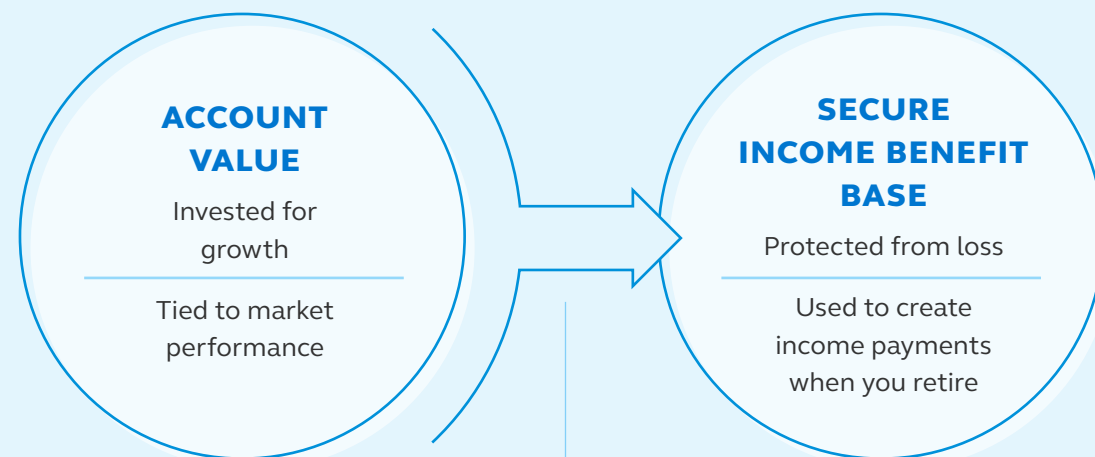 ACCOUNT
VALUE
Invested for
growth
Tied to market
performance
SECURE
INCOME BENEFIT
BASE
Protected from loss
Used to create
income payments
when you retire